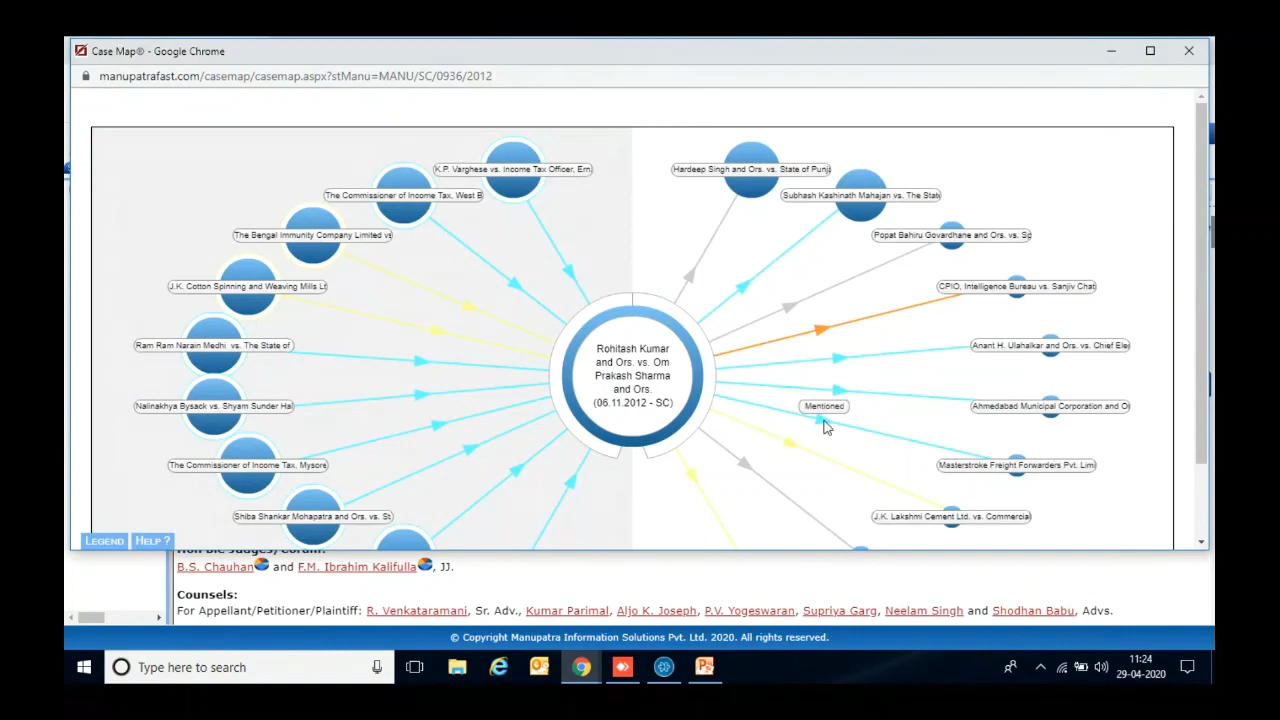 Case Map® - Google Chrome
manupatrafast.com/casemap/casemap.aspx?stManu=MANU/SC/0936/2012
K.P. Varghese vs. Income Tax Officer, Ern
The Commissioner of Income Tax, West B
The Bengal Immunity Company Limited vs
J.K. Cotton Spinning and Weaving Mills Lt
Ram Ram Narain Medhi vs. The State of
Nalinakhya Bysack vs. Shyam Sunder Hal
The Commissioner of Income Tax, Mysore
Shiba Shankar Mohapatra and Ors. vs. St
Rohitash Kumar
and Ors. vs. Om
Prakash Sharma
and Ors.
(06.11.2012 - SC)
Hardeep Singh and Ors. vs. State of Punja
Subhash Kashinath Mahajan vs. The State
Popat Bahiru Govardhane and Ors. vs. Sp
CPIO, Intelligence Bureau vs. Sanjiv Chat
Anant H. Ulahalkar and Ors. vs. Chief Ele
Mentioned
Ahmedabad Municipal Corporation and O
Masterstroke Freight Forwarders Pvt. Limi
J.K. Lakshmi Cement Ltd. vs. Commercial
LEGEND HELP ?
Hon'ble Judges/Coram:
B.S. Chauhan and F.M. Ibrahim Kalifulla, JJ.
Counsels:
For Appellant/Petitioner/Plaintiff: R. Venkataramani, Sr. Adv., Kumar Parimal, Aljo K. Joseph, P.V. Yogeswaran, Supriya Garg, Neelam Singh and Shodhan Babu, Advs.
© Copyright Manupatra Information Solutions Pvt. Ltd. 2020. All rights reserved.
Type here to search
11:24
29-04-2020